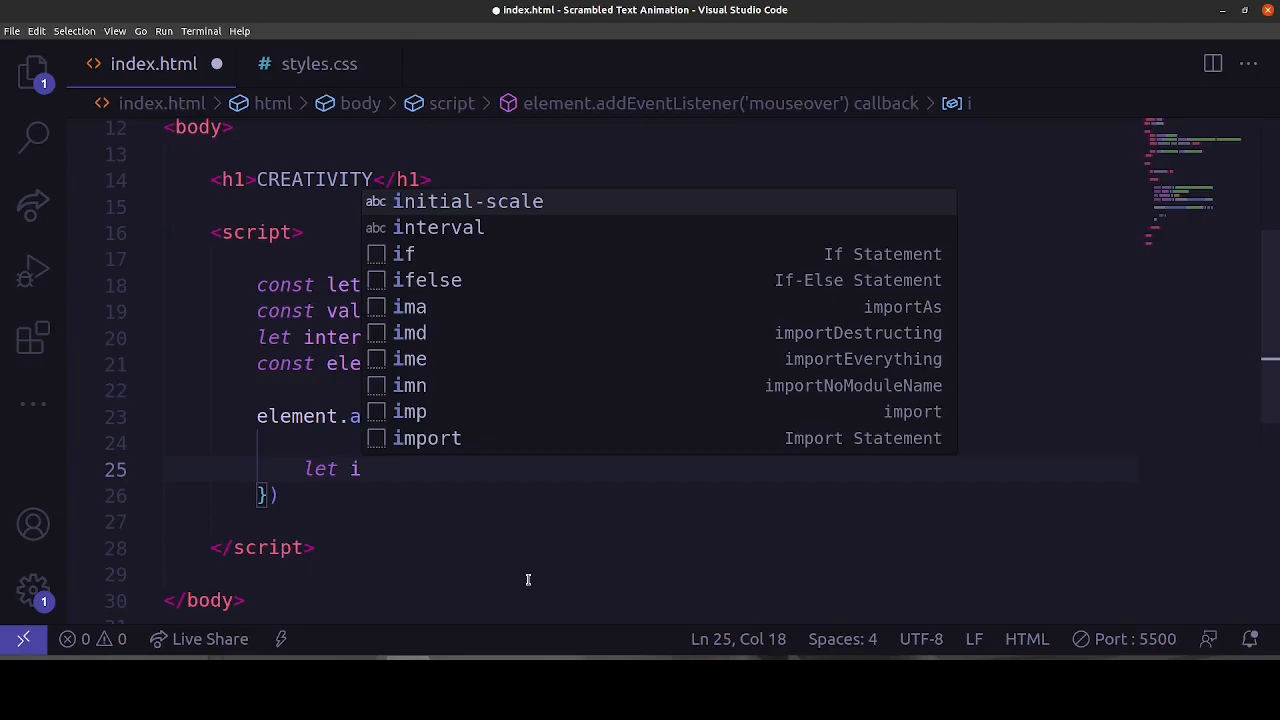 index.html - Scrambled Text Animation - Visual Studio Code
File Edit Selection View Go Run Terminal Help
index.html # styles.css
index.html > html > body > script > element.addEventListener('mouseover') callback > i
12 <body>
13
14 <h1>CREATIVITY</h1>
15
16 <script>
17
18 const let
19 const val
20 let inter
21 const ele
22
23 element.a
24
25 let i
26 })
27
28 </script>
29
30 </body>
abc initial-scale
abc interval
if If Statement
ifelse If-Else Statement
ima importAs
imd importDestructing
ime importEverything
imn importNoModuleName
imp import
import Import Statement
1
1
0 0 Live Share Ln 25, Col 18 Spaces: 4 UTF-8 LF HTML Port : 5500